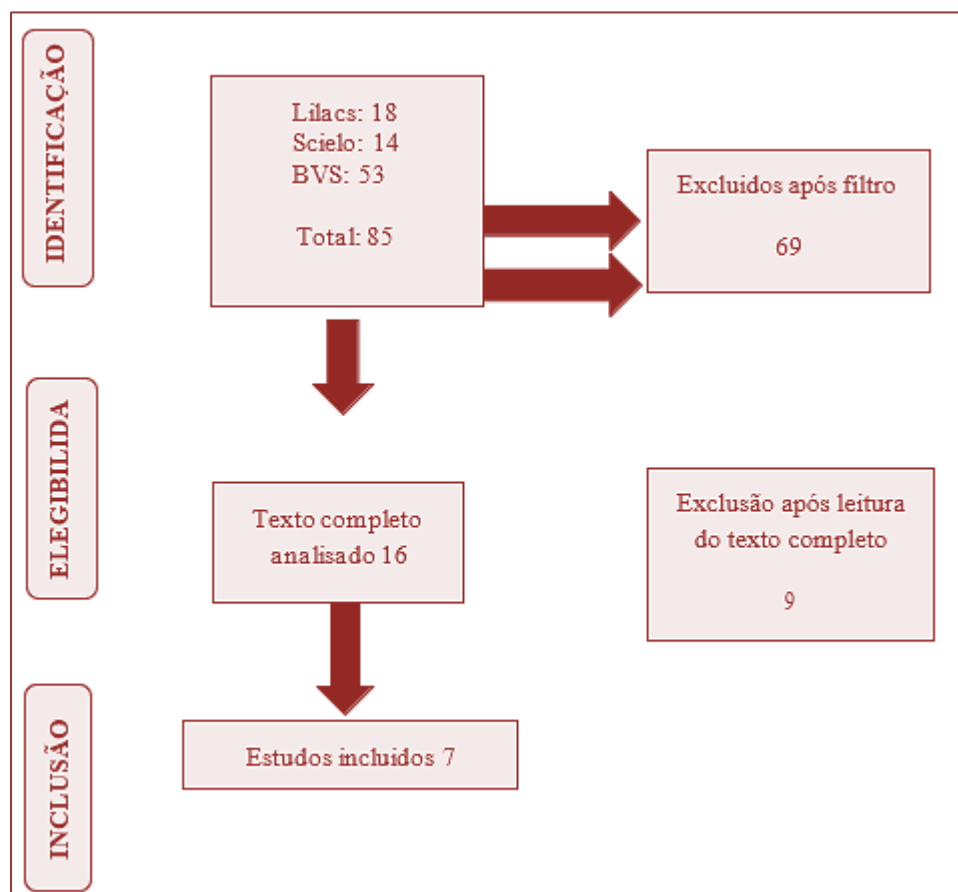 IDENTIFICAÇÃO
Lilacs: 18
Scielo: 14
BVS: 53
Total: 85
Excluidos após filtro
69
ELEGIBILIDA
Texto completo
analisado 16
Exclusão após leitura
do texto completo
9
INCLUSÃO
Estudos incluidos 7